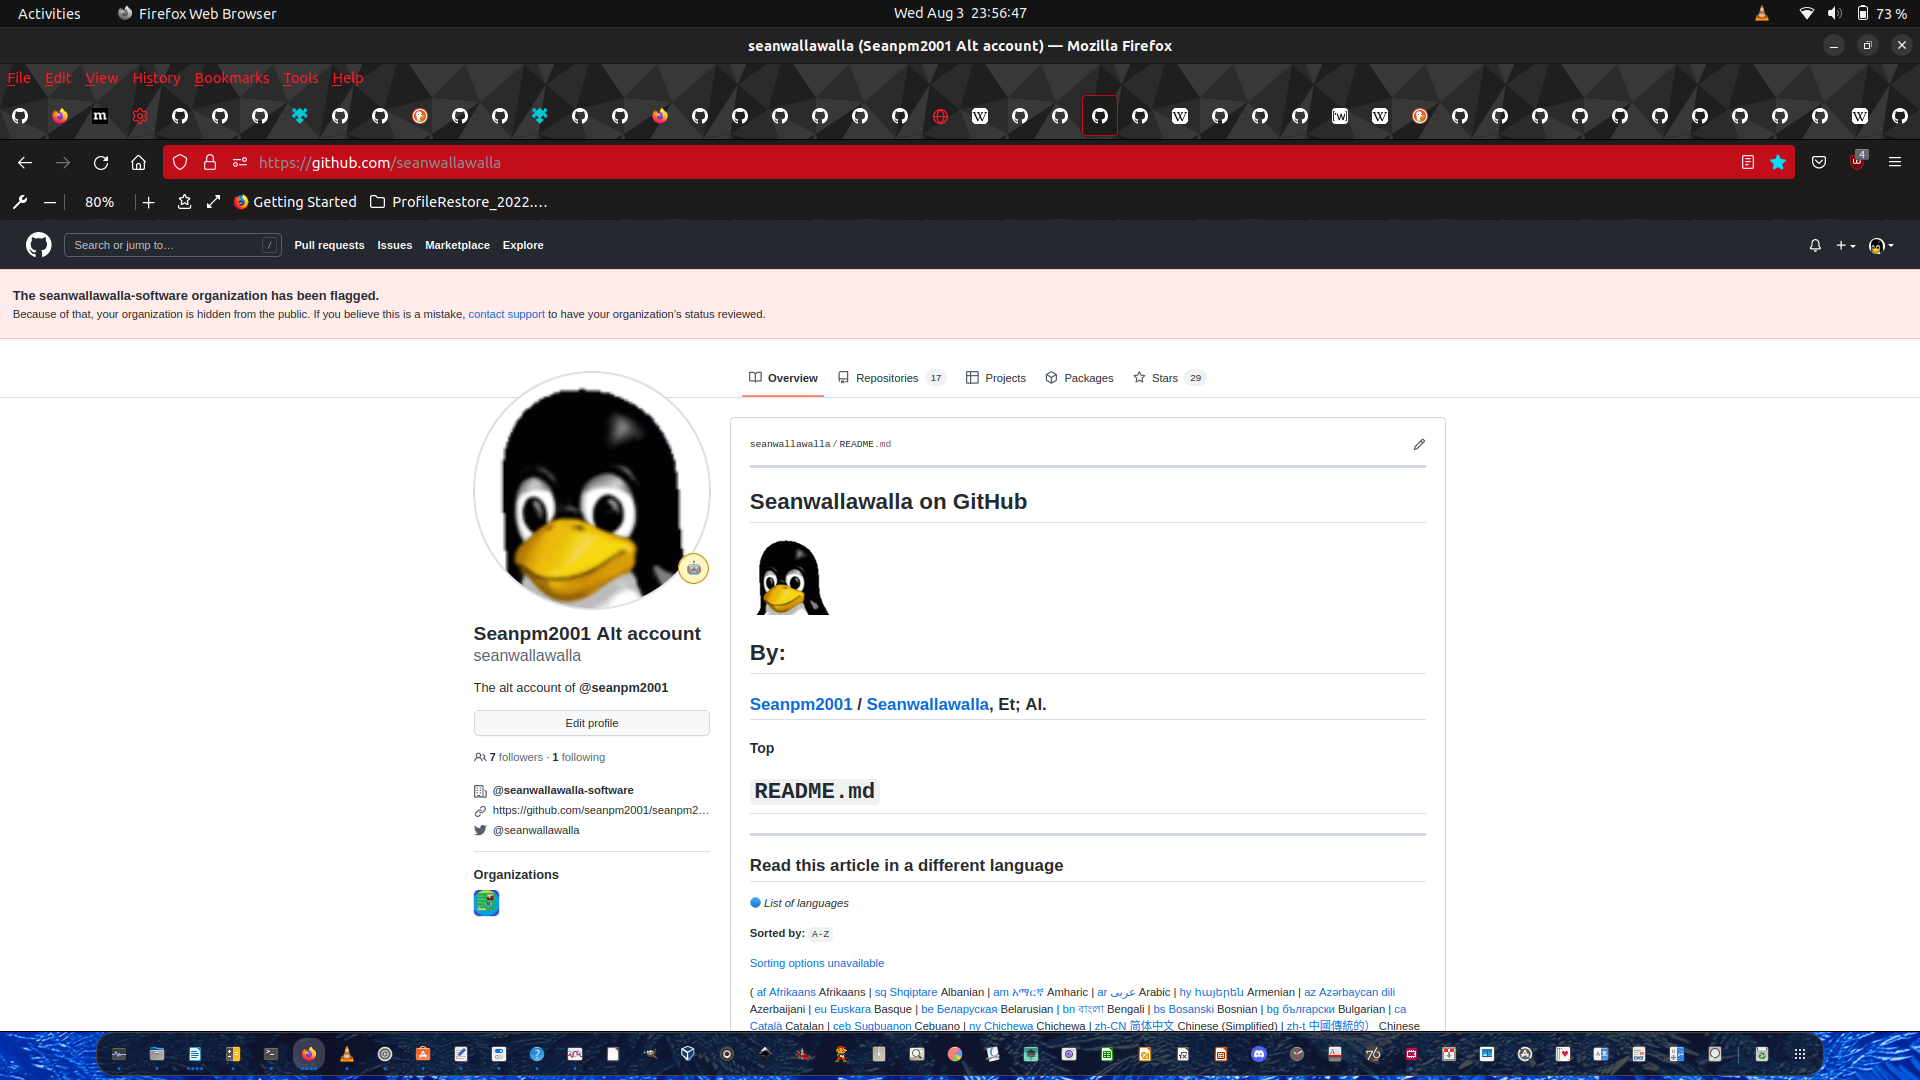 Activities Firefox Web Browser Wed Aug 3 23:56:47 73 %
seanwallawalla (Seanpm2001 Alt account) — Mozilla Firefox
File Edit View History Bookmarks Tools Help
https://github.com/seanwallawalla 4
80% Getting Started ProfileRestore_2022....
Search or jump to... / Pull requests Issues Marketplace Explore
The seanwallawalla-software organization has been flagged.
Because of that, your organization is hidden from the public. If you believe this is a mistake, contact support to have your organization's status reviewed.
Overview Repositories 17 Projects Packages Stars 29
seanwallawalla / README.md
Seanwallawalla on GitHub
By:
Seanpm2001 / Seanwallawalla, Et; Al.
Top
README.md
Read this article in a different language
List of languages
Sorted by: A-Z
Sorting options unavailable
( af Afrikaans Afrikaans | sq Shqiptare Albanian | am አማርኛ Amharic | ar عربى Arabic | hy հայերեն Armenian | az Azərbaycan dili
Azerbaijani | eu Euskara Basque | be Беларуская Belarusian | bn বাংলা Bengali | bs Bosanski Bosnian | bg български Bulgarian | ca
Català Catalan | ceb Sugbuanon Cebuano | ny Chichewa Chichewa | zh-CN 简体中文 Chinese (Simplified) | zh-t 中國傳統的） Chinese
Seanpm2001 Alt account
seanwallawalla
The alt account of @seanpm2001
Edit profile
7 followers · 1 following
@seanwallawalla-software
https://github.com/seanpm2001/seanpm2...
@seanwallawalla
Organizations